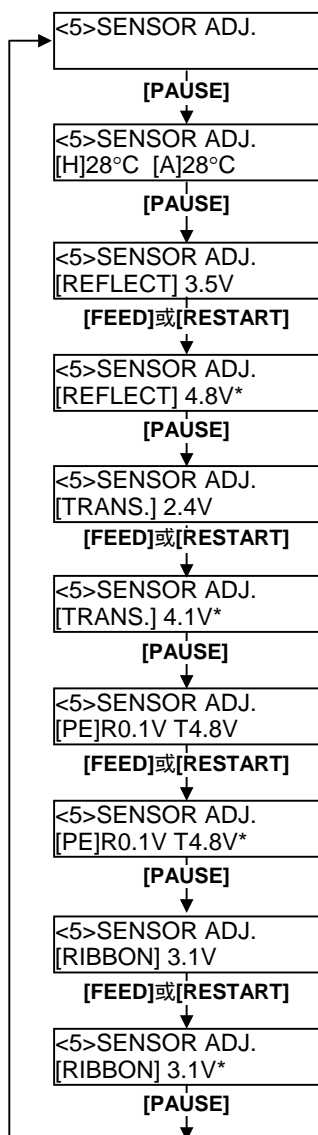 <5>SENSOR ADJ.
[PAUSE]
<5>SENSOR ADJ.
[H]28°C [A]28°C
[PAUSE]
<5>SENSOR ADJ.
[REFLECT] 3.5V
[FEED]或[RESTART]
<5>SENSOR ADJ.
[REFLECT] 4.8V*
[PAUSE]
<5>SENSOR ADJ.
[TRANS.] 2.4V
[FEED]或[RESTART]
<5>SENSOR ADJ.
[TRANS.] 4.1V*
[PAUSE]
<5>SENSOR ADJ.
[PE]R0.1V T4.8V
[FEED]或[RESTART]
<5>SENSOR ADJ.
[PE]R0.1V T4.8V*
[PAUSE]
<5>SENSOR ADJ.
[RIBBON] 3.1V
[FEED]或[RESTART]
<5>SENSOR ADJ.
[RIBBON] 3.1V*
[PAUSE]